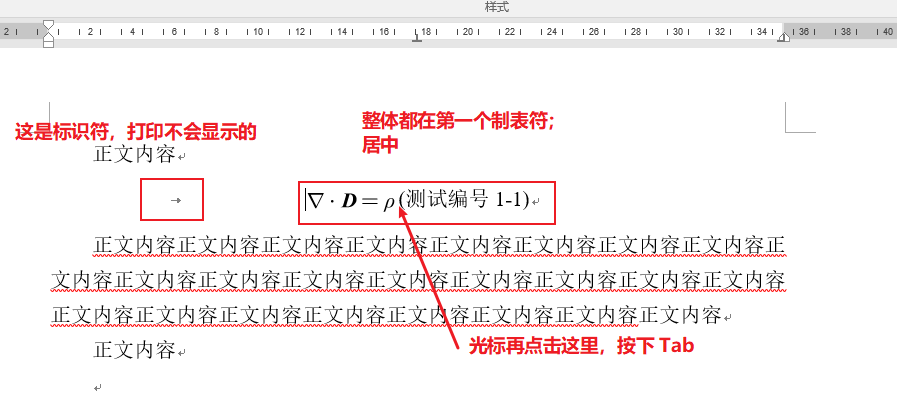 样式
2 2 4 6 8 10 12 14 16 18 20 22 24 26 28 30 32 34 36 38 40
这是标识符，打印不会显示的
整体都在第一个制表符；
居中
正文内容
∇ · D = ρ (测试编号 1-1)
正文内容正文内容正文内容正文内容正文内容正文内容正文内容正文内容正
文内容正文内容正文内容正文内容正文内容正文内容正文内容正文内容正文内容
正文内容正文内容正文内容正文内容正文内容正文内容正文内容正文内容
光标再点击这里，按下 Tab
正文内容